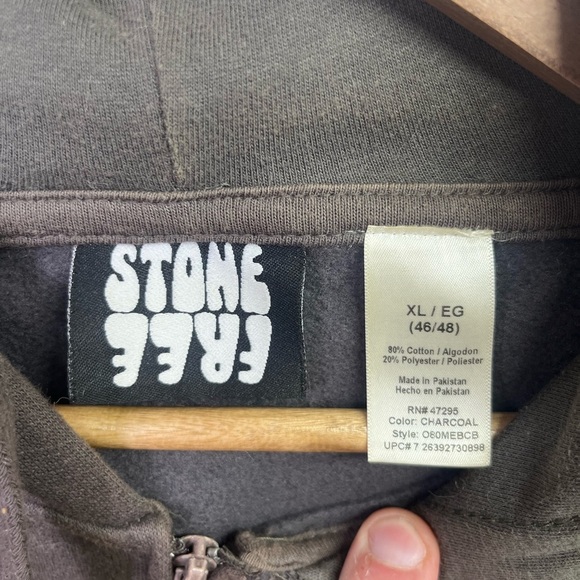 STONE
FREE
XL / EG
(46/48)
80% Cotton / Algodon
20% Polyester / Poliester
Made in Pakistan
Hecho en Pakistan
RN# 47295
Color: CHARCOAL
Style: O80MEBCB
UPC# 7 26392730898